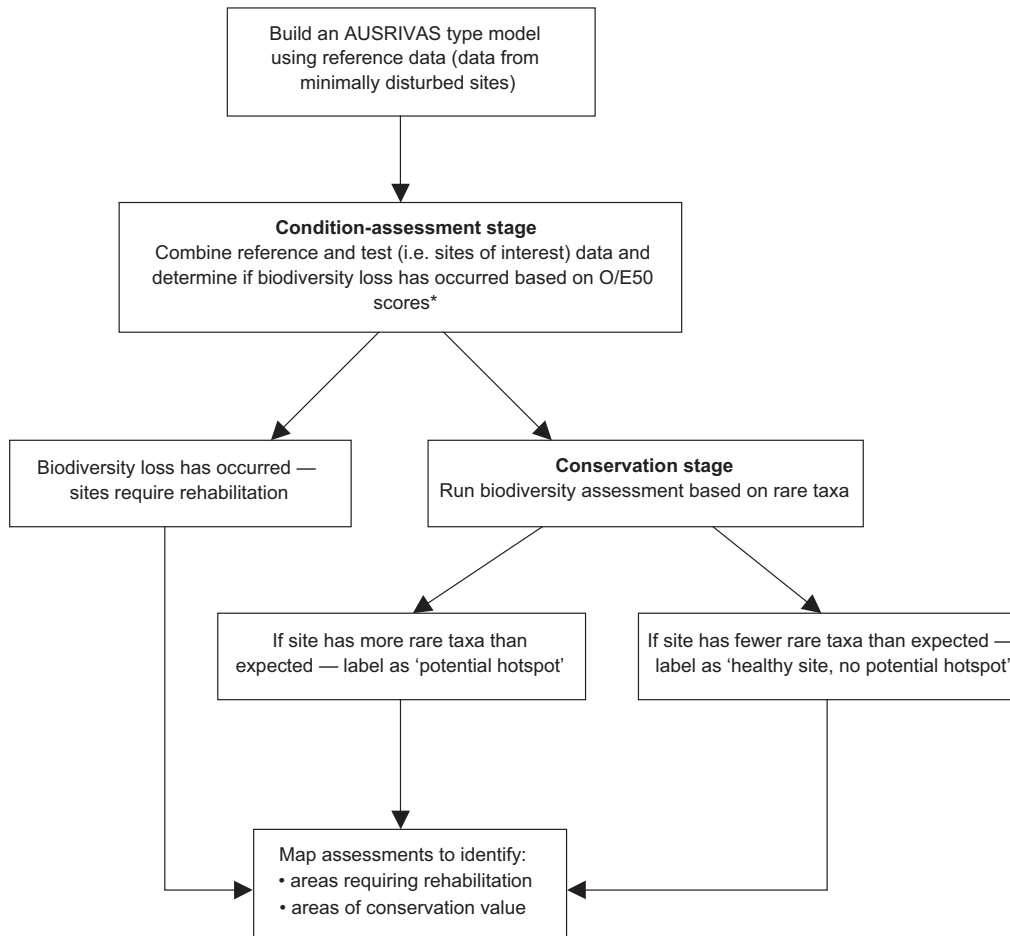 Build an AUSRIVAS type model
using reference data (data from
minimally disturbed sites)
Condition-assessment stage
Combine reference and test (i.e. sites of interest) data and
determine if biodiversity loss has occurred based on O/E50
scores*
Biodiversity loss has occurred —
sites require rehabilitation
Conservation stage
Run biodiversity assessment based on rare taxa
If site has more rare taxa than
expected — label as ‘potential hotspot’
If site has fewer rare taxa than expected —
label as ‘healthy site, no potential hotspot’
Map assessments to identify:
• areas requiring rehabilitation
• areas of conservation value